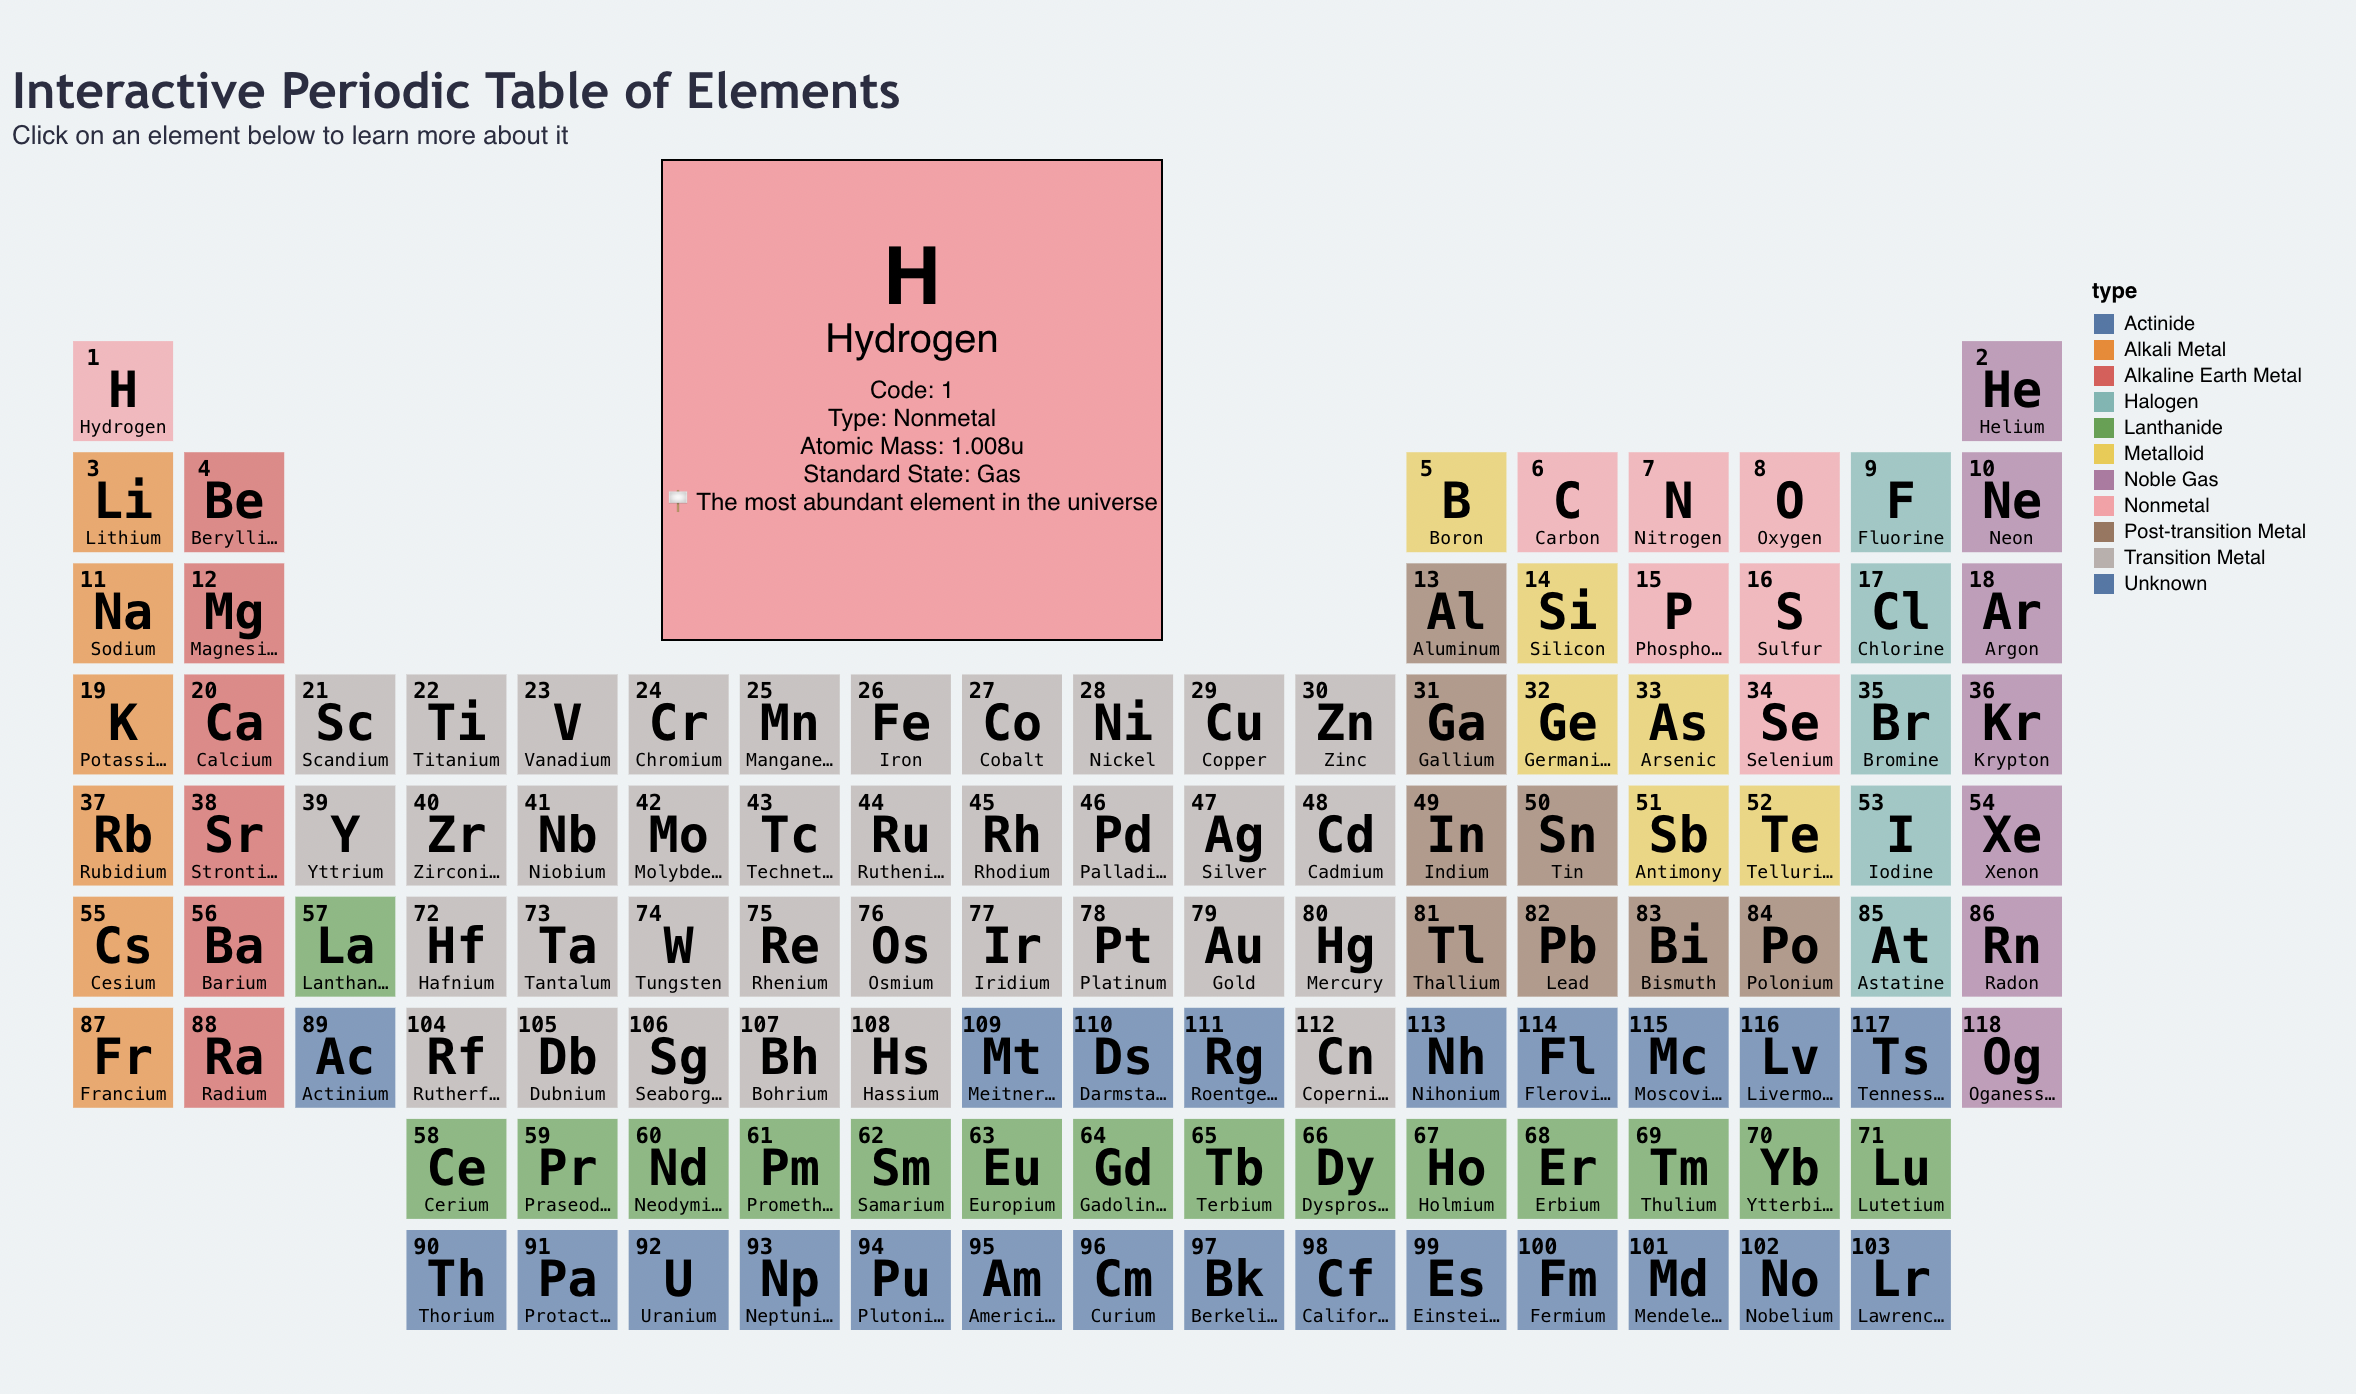 Interactive Periodic Table of Elements
Click on an element below to learn more about it
H
Hydrogen
Code: 1
Type: Nonmetal
Atomic Mass: 1.008u
Standard State: Gas
The most abundant element in the universe
type
Actinide
Alkali Metal
Alkaline Earth Metal
Halogen
Lanthanide
Metalloid
Noble Gas
Nonmetal
Post-transition Metal
Transition Metal
Unknown
1 2
H He
Hydrogen Helium
3 4 5 6 7 8 9 10
Li Be B C N O F Ne
Lithium Berylli… Boron Carbon Nitrogen Oxygen Fluorine Neon
11 12 13 14 15 16 17 18
Na Mg Al Si P S Cl Ar
Sodium Magnesi… Aluminum Silicon Phospho… Sulfur Chlorine Argon
19 20 21 22 23 24 25 26 27 28 29 30 31 32 33 34 35 36
K Ca Sc Ti V Cr Mn Fe Co Ni Cu Zn Ga Ge As Se Br Kr
Potassi… Calcium Scandium Titanium Vanadium Chromium Mangane… Iron Cobalt Nickel Copper Zinc Gallium Germani… Arsenic Selenium Bromine Krypton
37 38 39 40 41 42 43 44 45 46 47 48 49 50 51 52 53 54
Rb Sr Y Zr Nb Mo Tc Ru Rh Pd Ag Cd In Sn Sb Te I Xe
Rubidium Stronti… Yttrium Zirconi… Niobium Molybde… Technet… Rutheni… Rhodium Palladi… Silver Cadmium Indium Tin Antimony Telluri… Iodine Xenon
55 56 57 72 73 74 75 76 77 78 79 80 81 82 83 84 85 86
Cs Ba La Hf Ta W Re Os Ir Pt Au Hg Tl Pb Bi Po At Rn
Cesium Barium Lanthan… Hafnium Tantalum Tungsten Rhenium Osmium Iridium Platinum Gold Mercury Thallium Lead Bismuth Polonium Astatine Radon
87 88 89 104 105 106 107 108 109 110 111 112 113 114 115 116 117 118
Fr Ra Ac Rf Db Sg Bh Hs Mt Ds Rg Cn Nh Fl Mc Lv Ts Og
Francium Radium Actinium Rutherf… Dubnium Seaborg… Bohrium Hassium Meitner… Darmsta… Roentge… Coperni… Nihonium Flerovi… Moscovi… Livermo… Tenness… Oganess…
58 59 60 61 62 63 64 65 66 67 68 69 70 71
Ce Pr Nd Pm Sm Eu Gd Tb Dy Ho Er Tm Yb Lu
Cerium Praseod… Neodymi… Prometh… Samarium Europium Gadolin… Terbium Dyspros… Holmium Erbium Thulium Ytterbi… Lutetium
90 91 92 93 94 95 96 97 98 99 100 101 102 103
Th Pa U Np Pu Am Cm Bk Cf Es Fm Md No Lr
Thorium Protact… Uranium Neptuni… Plutoni… Americi… Curium Berkeli… Califor… Einstei… Fermium Mendele… Nobelium Lawrenc…